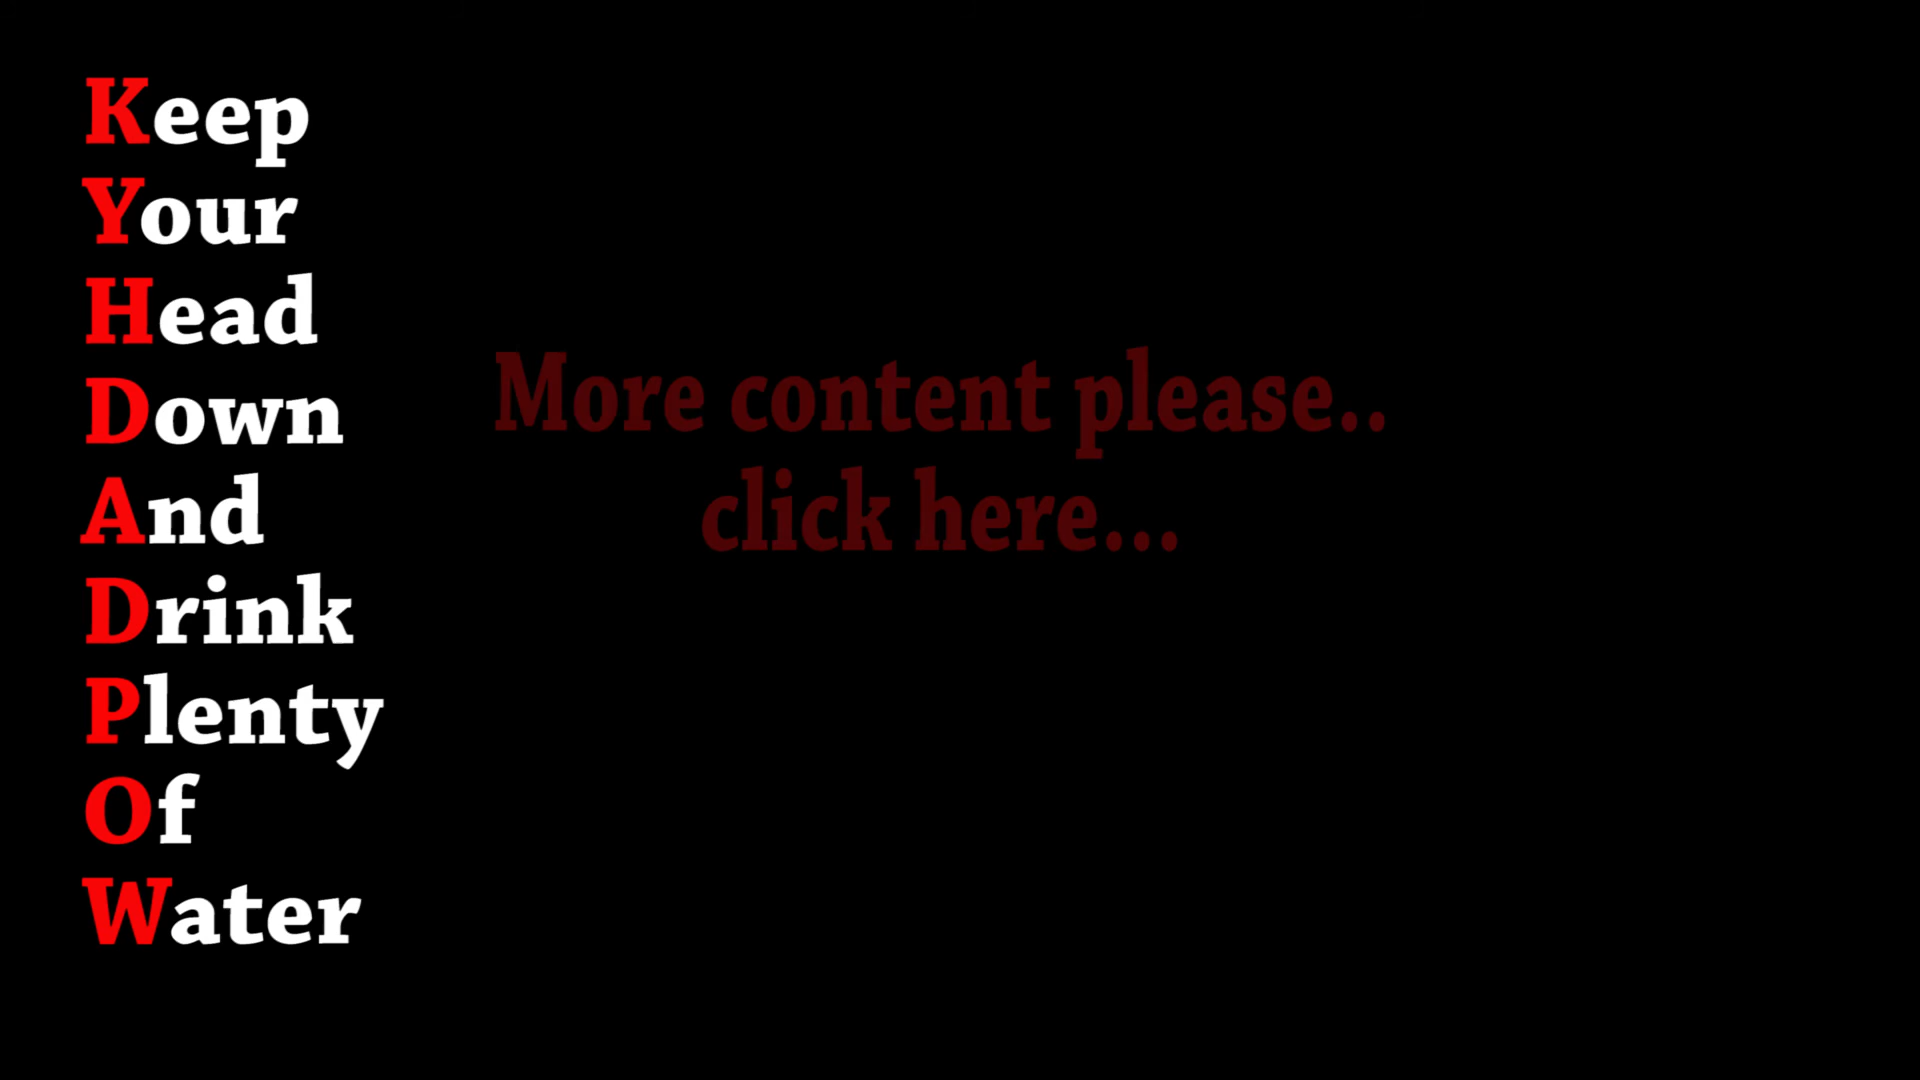 Keep
Your
Head
Down
And
Drink
Plenty
Of
Water
More content please..
click here...